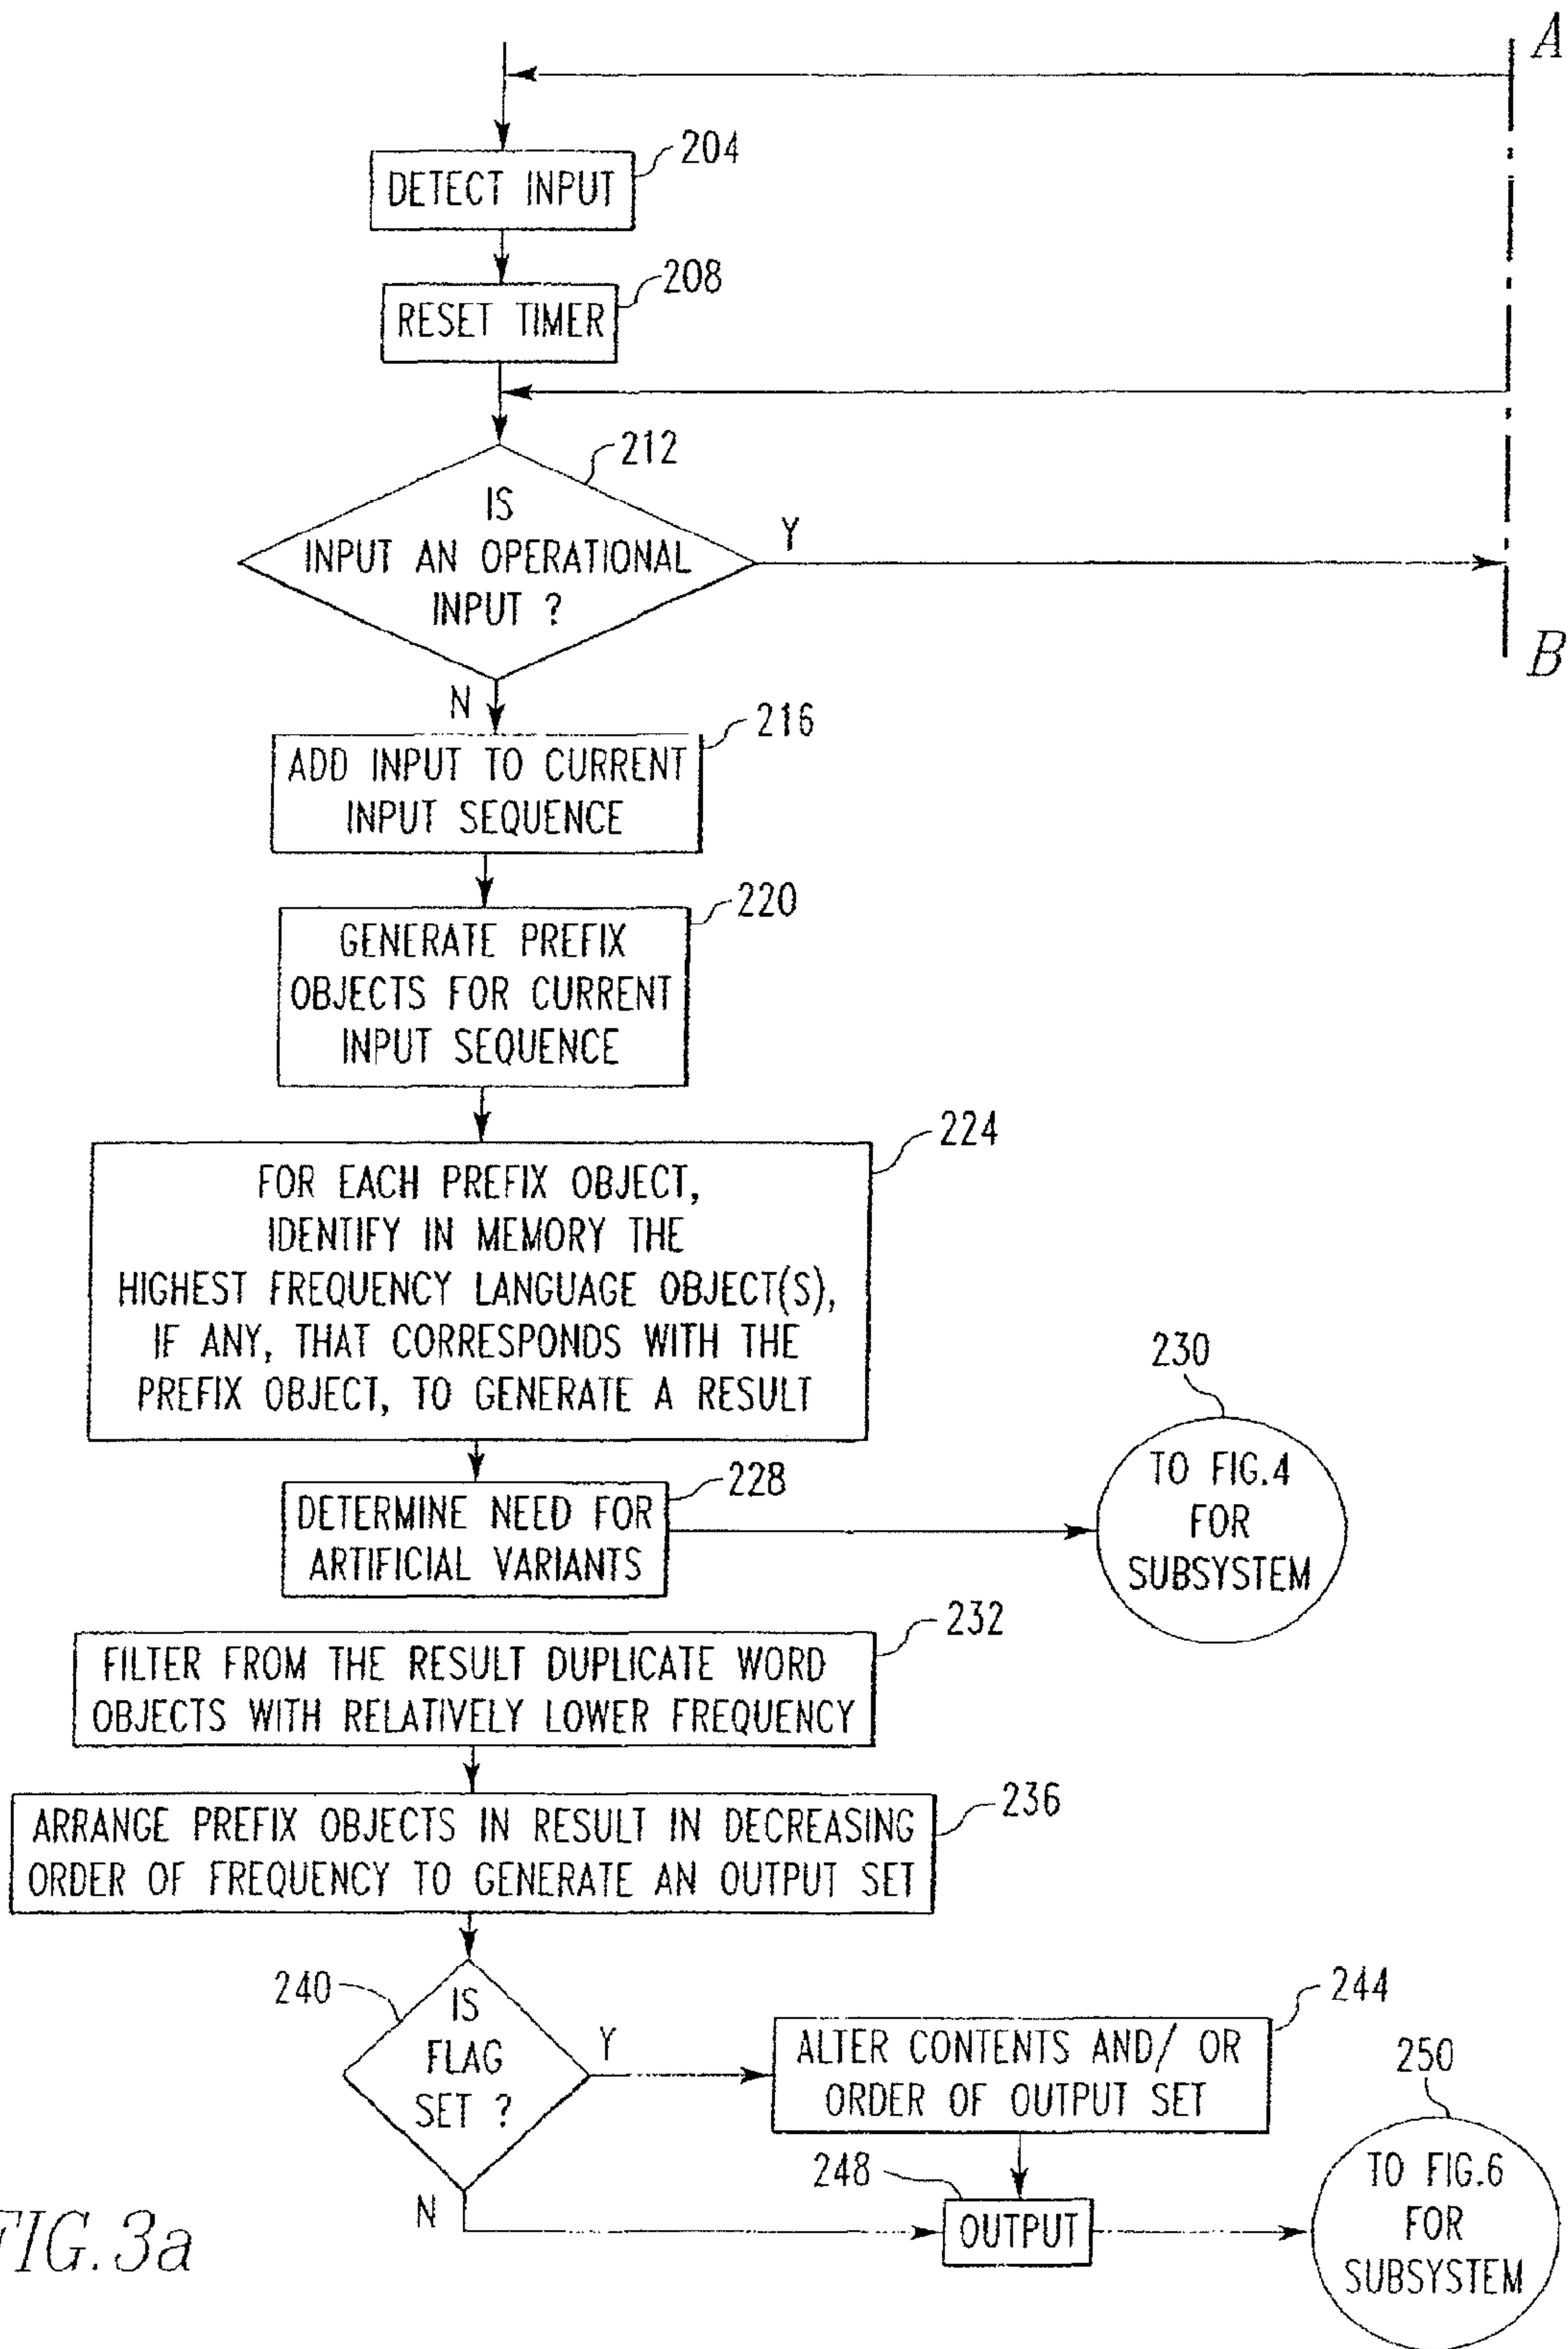 A
204
DETECT INPUT
208
RESET TIMER
212
IS
INPUT AN OPERATIONAL
INPUT ?
Y
B
N
216
ADD INPUT TO CURRENT
INPUT SEQUENCE
220
GENERATE PREFIX
OBJECTS FOR CURRENT
INPUT SEQUENCE
224
FOR EACH PREFIX OBJECT,
IDENTIFY IN MEMORY THE
HIGHEST FREQUENCY LANGUAGE OBJECT(S),
IF ANY, THAT CORRESPONDS WITH THE
PREFIX OBJECT, TO GENERATE A RESULT
230
TO FIG.4
FOR
SUBSYSTEM
228
DETERMINE NEED FOR
ARTIFICIAL VARIANTS
232
FILTER FROM THE RESULT DUPLICATE WORD
OBJECTS WITH RELATIVELY LOWER FREQUENCY
236
ARRANGE PREFIX OBJECTS IN RESULT IN DECREASING
ORDER OF FREQUENCY TO GENERATE AN OUTPUT SET
240
IS
FLAG
SET ?
Y
244
ALTER CONTENTS AND/ OR
ORDER OF OUTPUT SET
N
248
OUTPUT
250
TO FIG.6
FOR
SUBSYSTEM
FIG. 3a